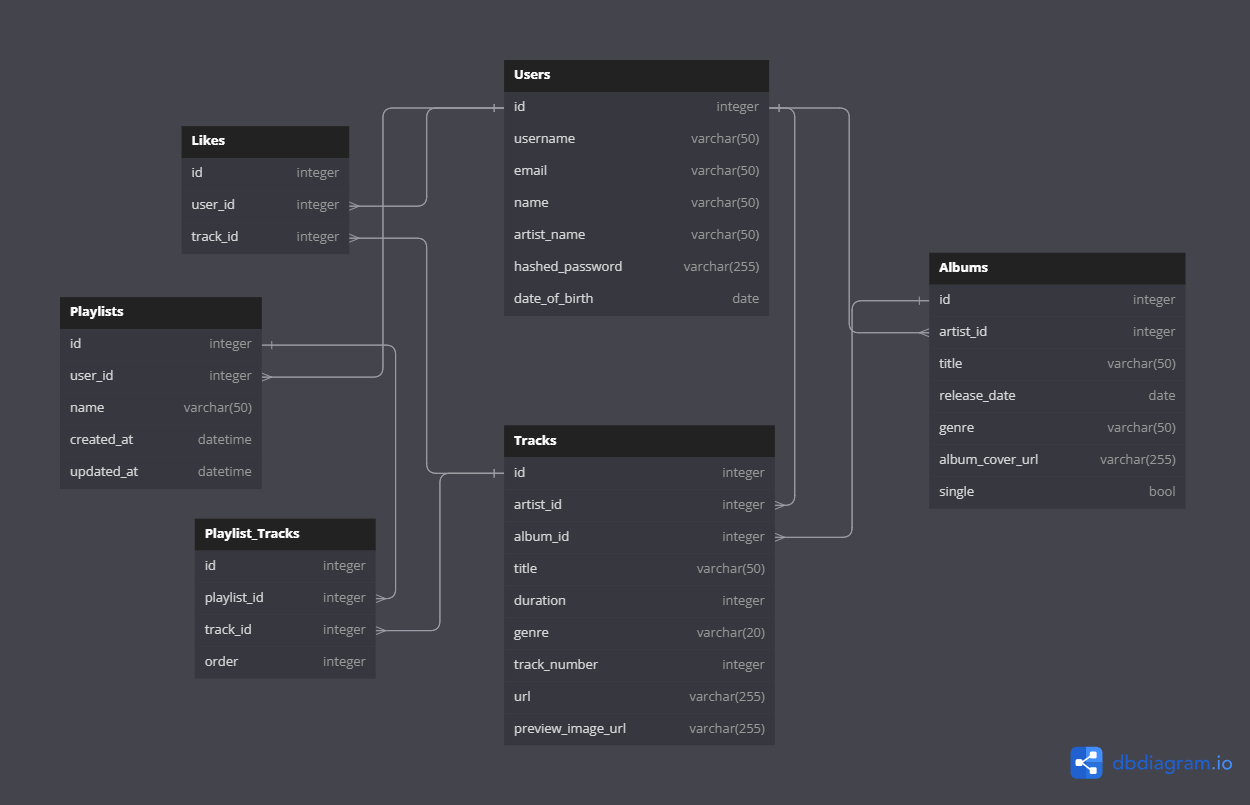 Users
id integer
username varchar(50)
email varchar(50)
name varchar(50)
artist_name varchar(50)
hashed_password varchar(255)
date_of_birth date
Likes
id integer
user_id integer
track_id integer
Playlists
id integer
user_id integer
name varchar(50)
created_at datetime
updated_at datetime
Playlist_Tracks
id integer
playlist_id integer
track_id integer
order integer
Tracks
id integer
artist_id integer
album_id integer
title varchar(50)
duration integer
genre varchar(20)
track_number integer
url varchar(255)
preview_image_url varchar(255)
Albums
id integer
artist_id integer
title varchar(50)
release_date date
genre varchar(50)
album_cover_url varchar(255)
single bool
dbdiagram.io